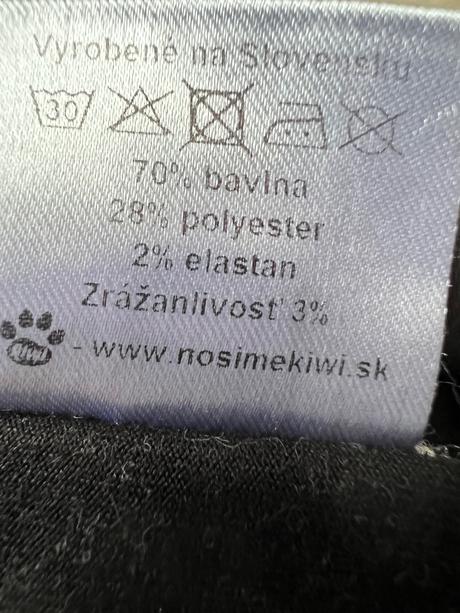 Vyrobené na Slovensku
30
70% bavlna
28% polyester
2% elastan
Zrážanlivosť 3%
KIWI - www.nosimekiwi.sk